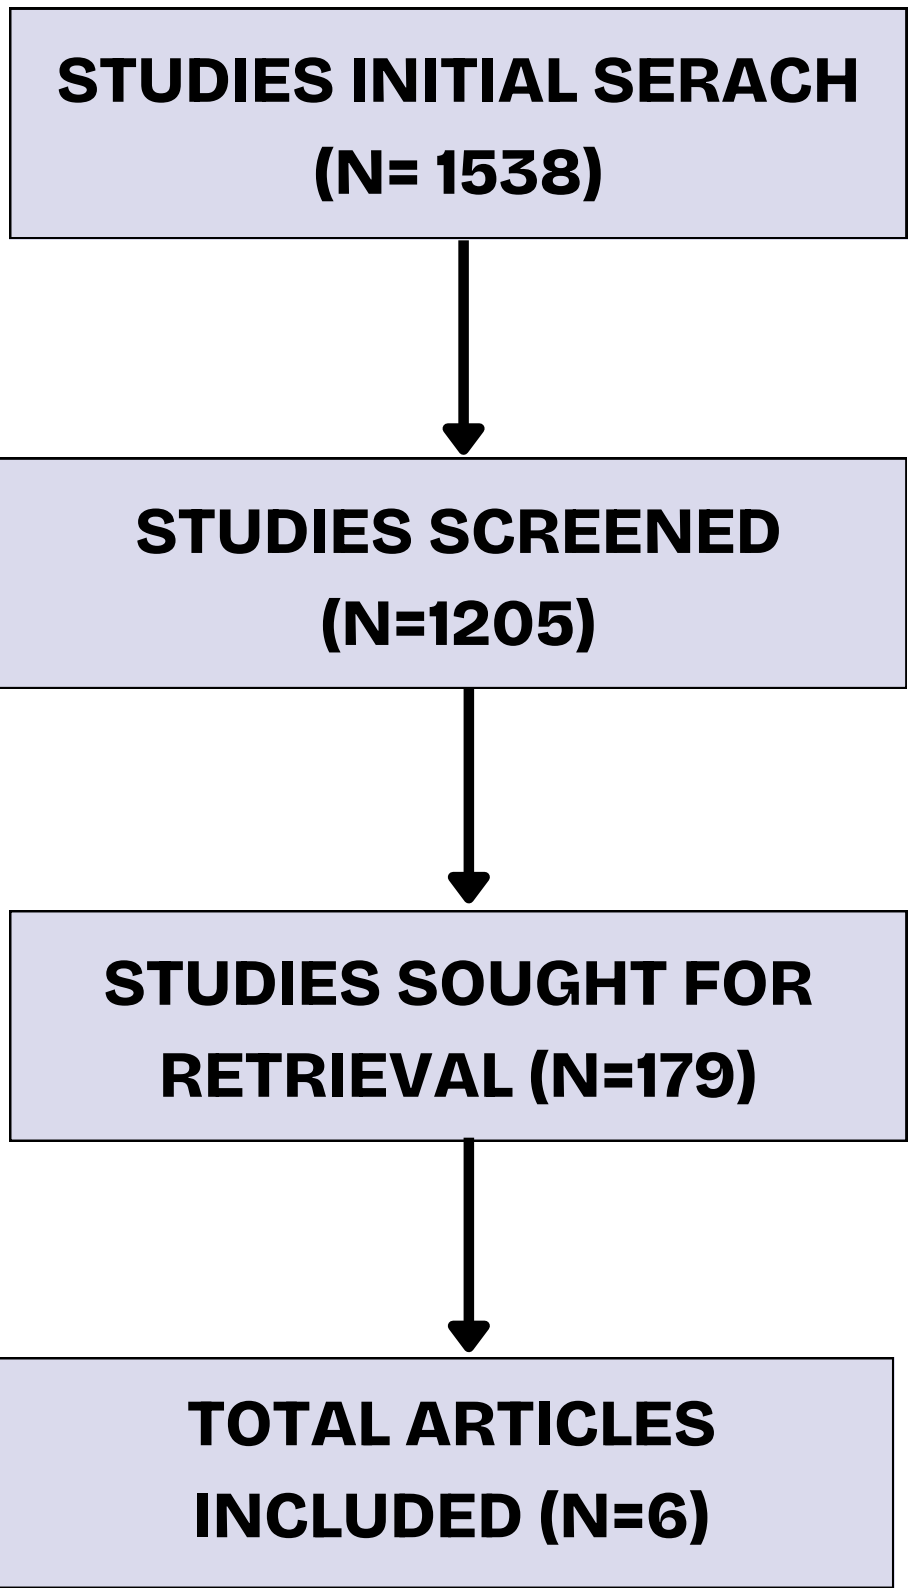 STUDIES INITIAL SERACH
(N= 1538)
STUDIES SCREENED
(N=1205)
STUDIES SOUGHT FOR
RETRIEVAL (N=179)
TOTAL ARTICLES
INCLUDED (N=6)